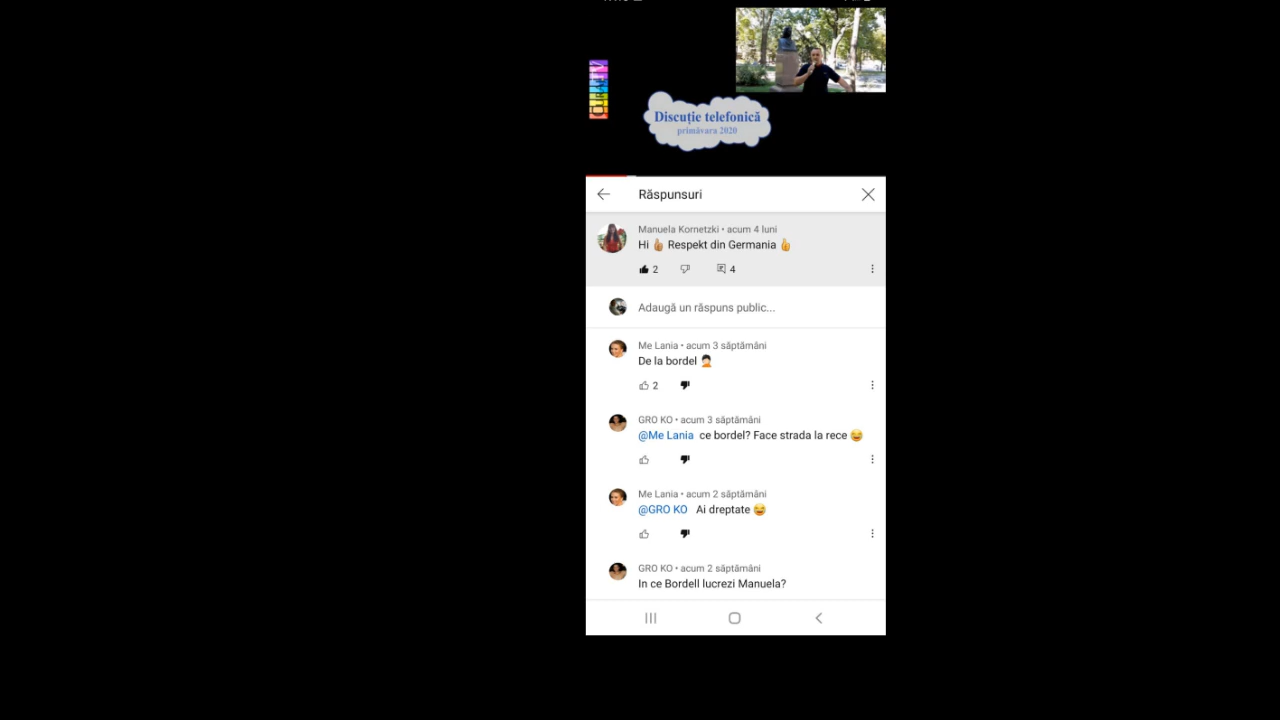 Discuție telefonică
primăvara 2020
Răspunsuri
Manuela Kornetzki • acum 4 luni
Hi 👍 Respekt din Germania 👍
2
4
Adaugă un răspuns public...
Me Lania • acum 3 săptămâni
De la bordel 🤦
2
GRO KO • acum 3 săptămâni
@Me Lania ce bordel? Face strada la rece 😂
Me Lania • acum 2 săptămâni
@GRO KO Ai dreptate 😂
GRO KO • acum 2 săptămâni
In ce Bordell lucrezi Manuela?